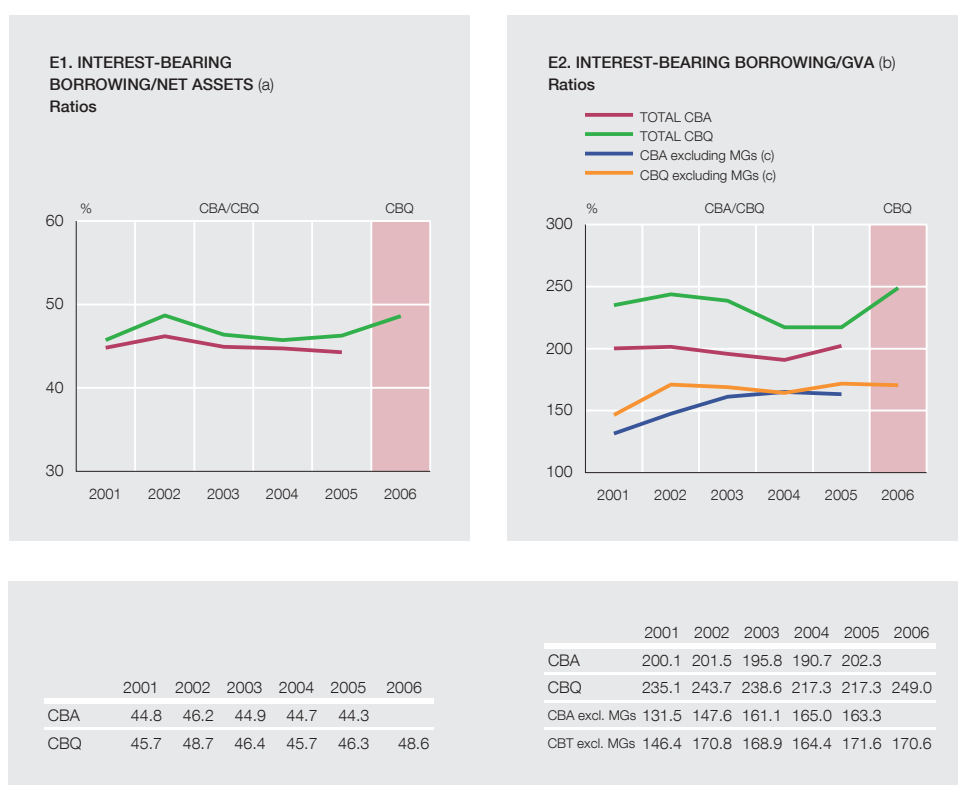 E1. INTEREST-BEARING
BORROWING/NET ASSETS (a)
Ratios
% CBA/CBQ CBQ
60
50
40
30
2001 2002 2003 2004 2005 2006
E2. INTEREST-BEARING BORROWING/GVA (b)
Ratios
TOTAL CBA
TOTAL CBQ
CBA excluding MGs (c)
CBQ excluding MGs (c)
% CBA/CBQ CBQ
300
250
200
150
100
2001 2002 2003 2004 2005 2006
2001 2002 2003 2004 2005 2006
CBA 44.8 46.2 44.9 44.7 44.3
CBQ 45.7 48.7 46.4 45.7 46.3 48.6
2001 2002 2003 2004 2005 2006
CBA 200.1 201.5 195.8 190.7 202.3
CBQ 235.1 243.7 238.6 217.3 217.3 249.0
CBA excl. MGs 131.5 147.6 161.1 165.0 163.3
CBT excl. MGs 146.4 170.8 168.9 164.4 171.6 170.6